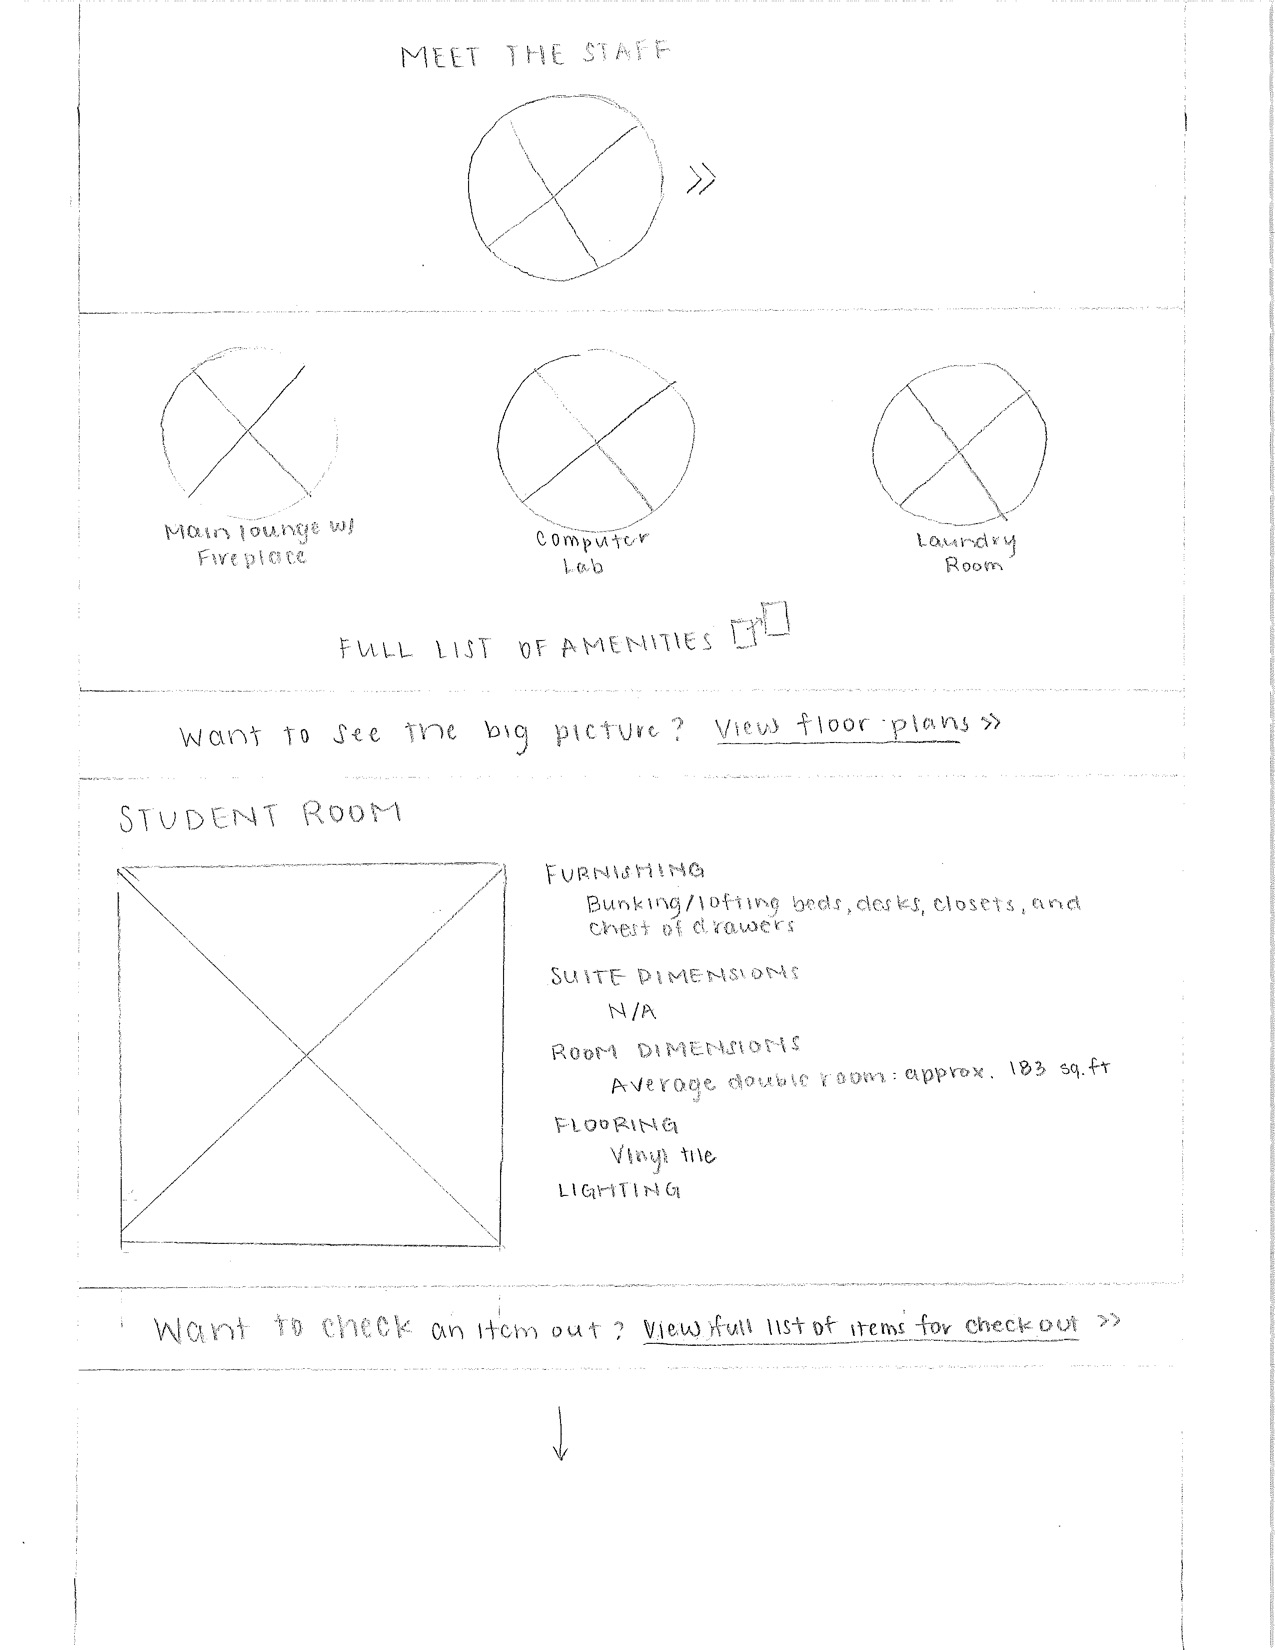 MEET THE STAFF
>>
Main lounge w/
Fireplace
Computer
Lab
Laundry
Room
FULL LIST OF AMENITIES
Want to see the big picture? View floor plans >>
STUDENT ROOM
FURNISHING
Bunking/lofting beds, desks, closets, and
chest of drawers
SUITE DIMENSIONS
N/A
ROOM DIMENSIONS
Average double room: approx. 183 sq.ft
FLOORING
Vinyl tile
LIGHTING
Want to check an item out? View full list of items for check out >>